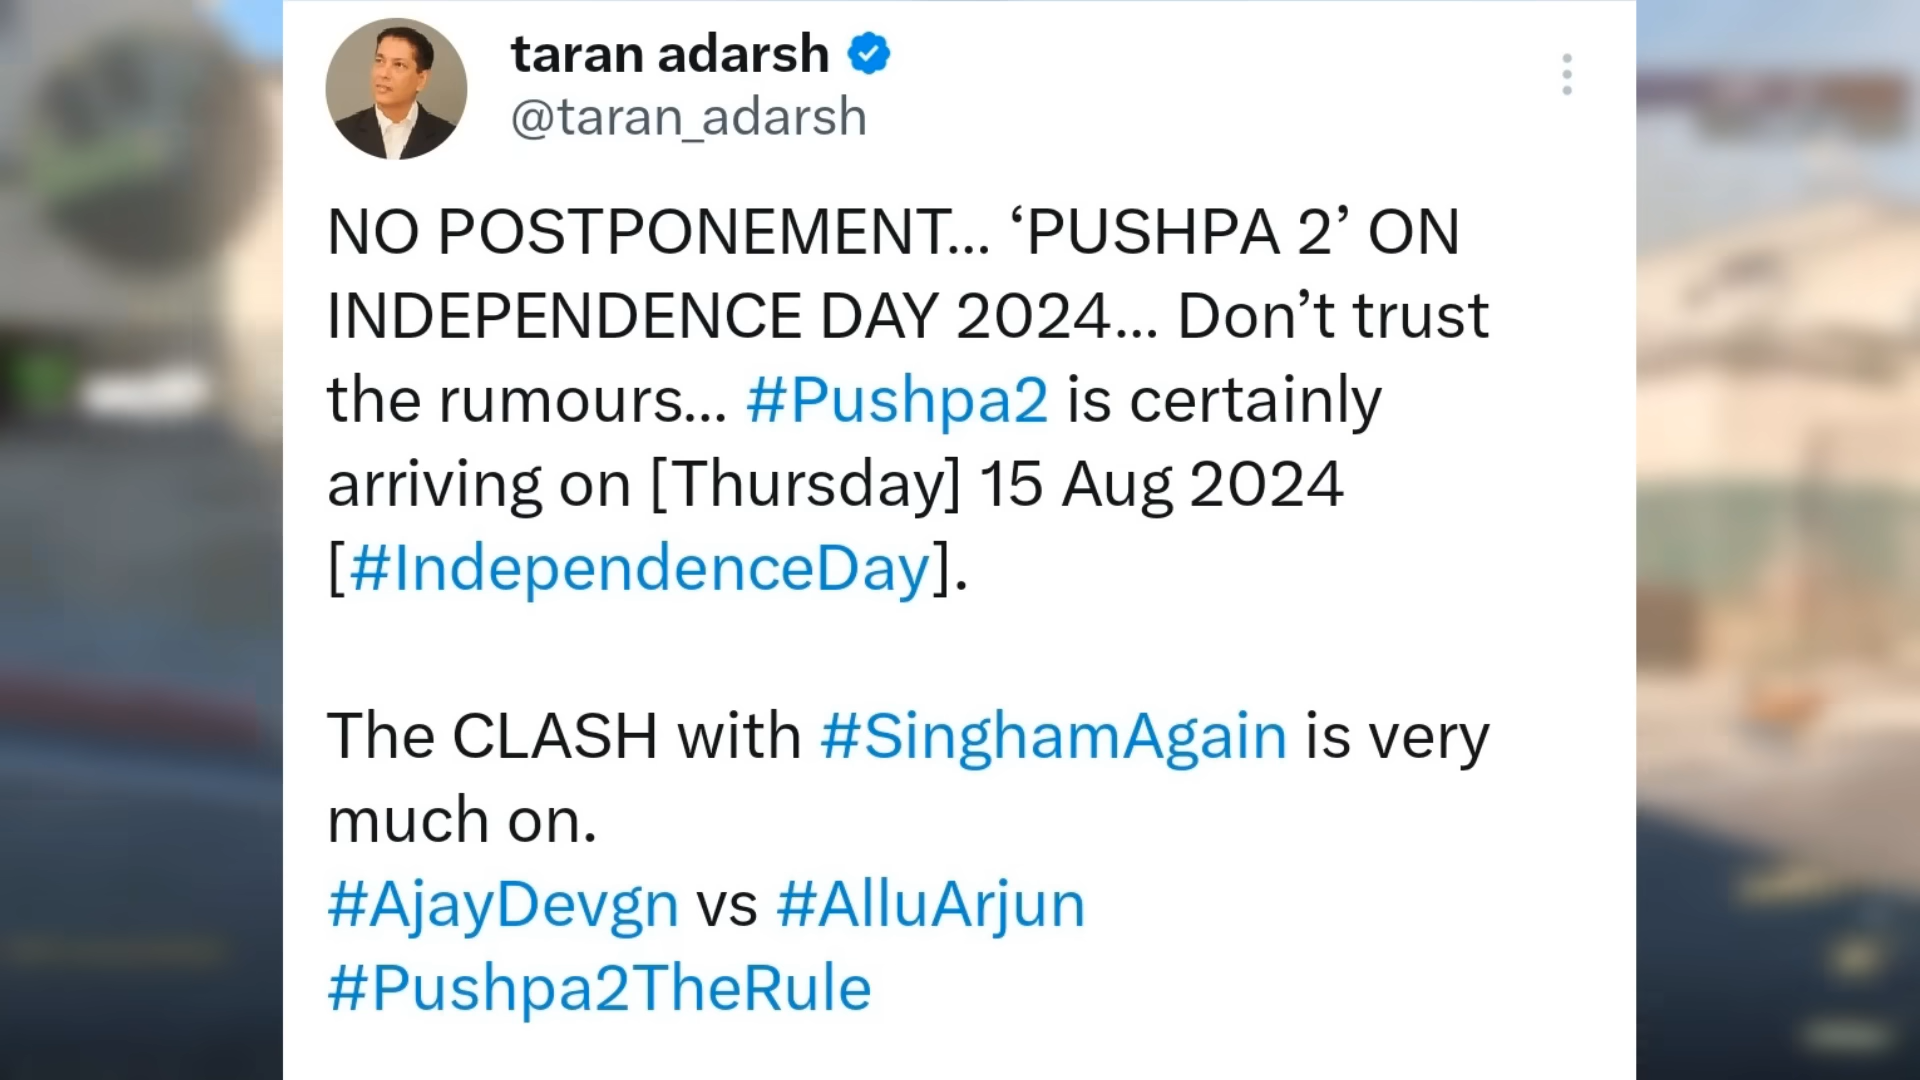 taran adarsh
@taran_adarsh
NO POSTPONEMENT… ‘PUSHPA 2’ ON
INDEPENDENCE DAY 2024… Don’t trust
the rumours… #Pushpa2 is certainly
arriving on [Thursday] 15 Aug 2024
[#IndependenceDay].
The CLASH with #SinghamAgain is very
much on.
#AjayDevgn vs #AlluArjun
#Pushpa2TheRule